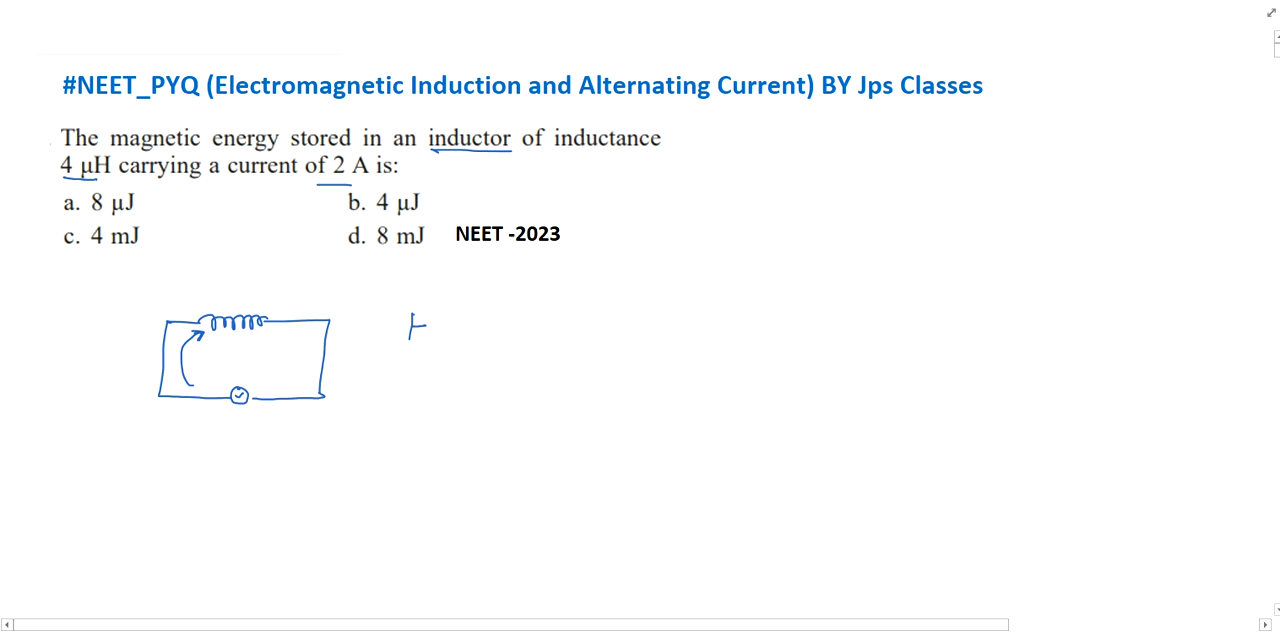 #NEET_PYQ (Electromagnetic Induction and Alternating Current) BY Jps Classes
The magnetic energy stored in an inductor of inductance
4 μH carrying a current of 2 A is:
a. 8 μJ b. 4 μJ
c. 4 mJ d. 8 mJ NEET -2023